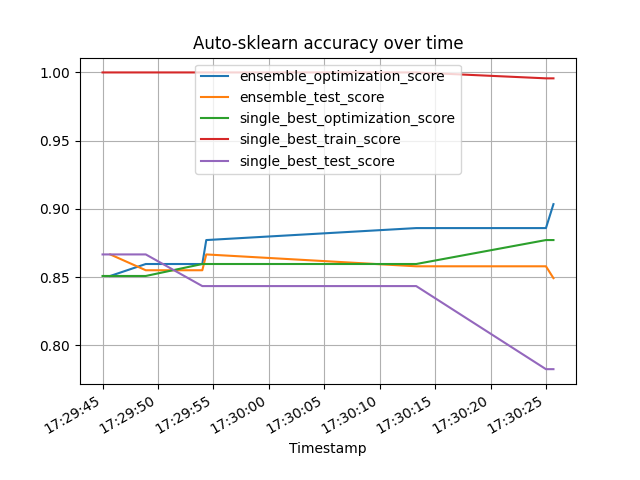 Auto-sklearn accuracy over time
1.00
0.95
0.90
0.85
0.80
ensemble_optimization_score
ensemble_test_score
single_best_optimization_score
single_best_train_score
single_best_test_score
17:29:45
17:29:50
17:29:55
17:30:00
17:30:05
17:30:10
17:30:15
17:30:20
17:30:25
Timestamp